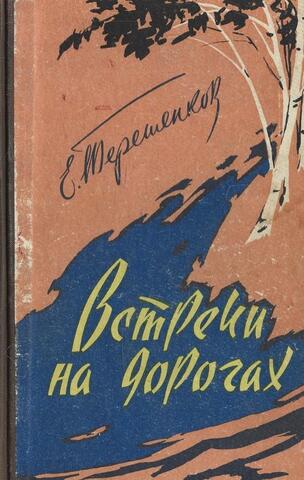 Е. Терешенков
Встречи
на дорогах